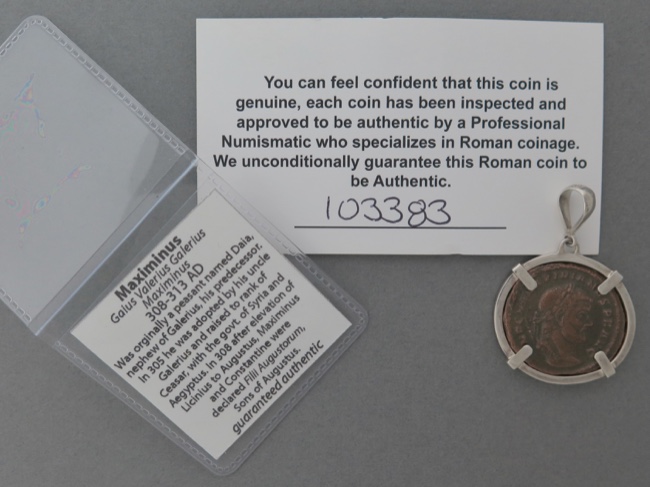 You can feel confident that this coin is
genuine, each coin has been inspected and
approved to be authentic by a Professional
Numismatic who specializes in Roman coinage.
We unconditionally guarantee this Roman coin to
be Authentic.
103383
Maximinus
Gaius Valerius Galerius
Maximinus
308-313 AD
Was orginally a peasant named Daia,
nephew of Galerius, his predecessor.
In 305 he was adopted by his uncle
Galerius and raised to rank of
Ceasar, with the govt. of Syria and
Aegyptus. In 308 after elevation of
Licinius to Augustus, Maximinus
and Constantine were
declared Filii Augustorum,
Sons of Augustus.
guaranteed authentic